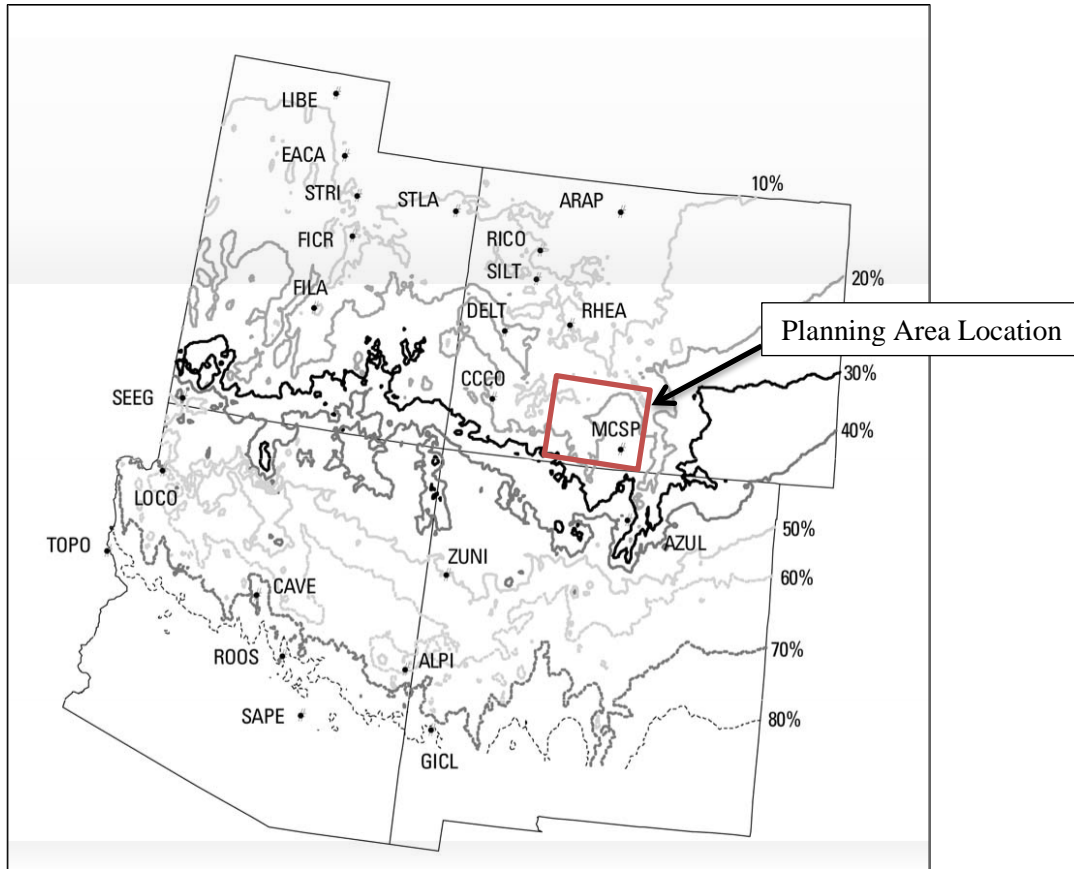 LIBE
EACA
STRI
STLA
ARAP
10%
FICR
RICO
SILT
20%
FILA
DELT
RHEA
Planning Area Location
CCCO
30%
SEEG
MCSP
40%
LOCO
50%
TOPO
ZUNI
AZUL
60%
CAVE
70%
ROOS
ALPI
SAPE
80%
GICL